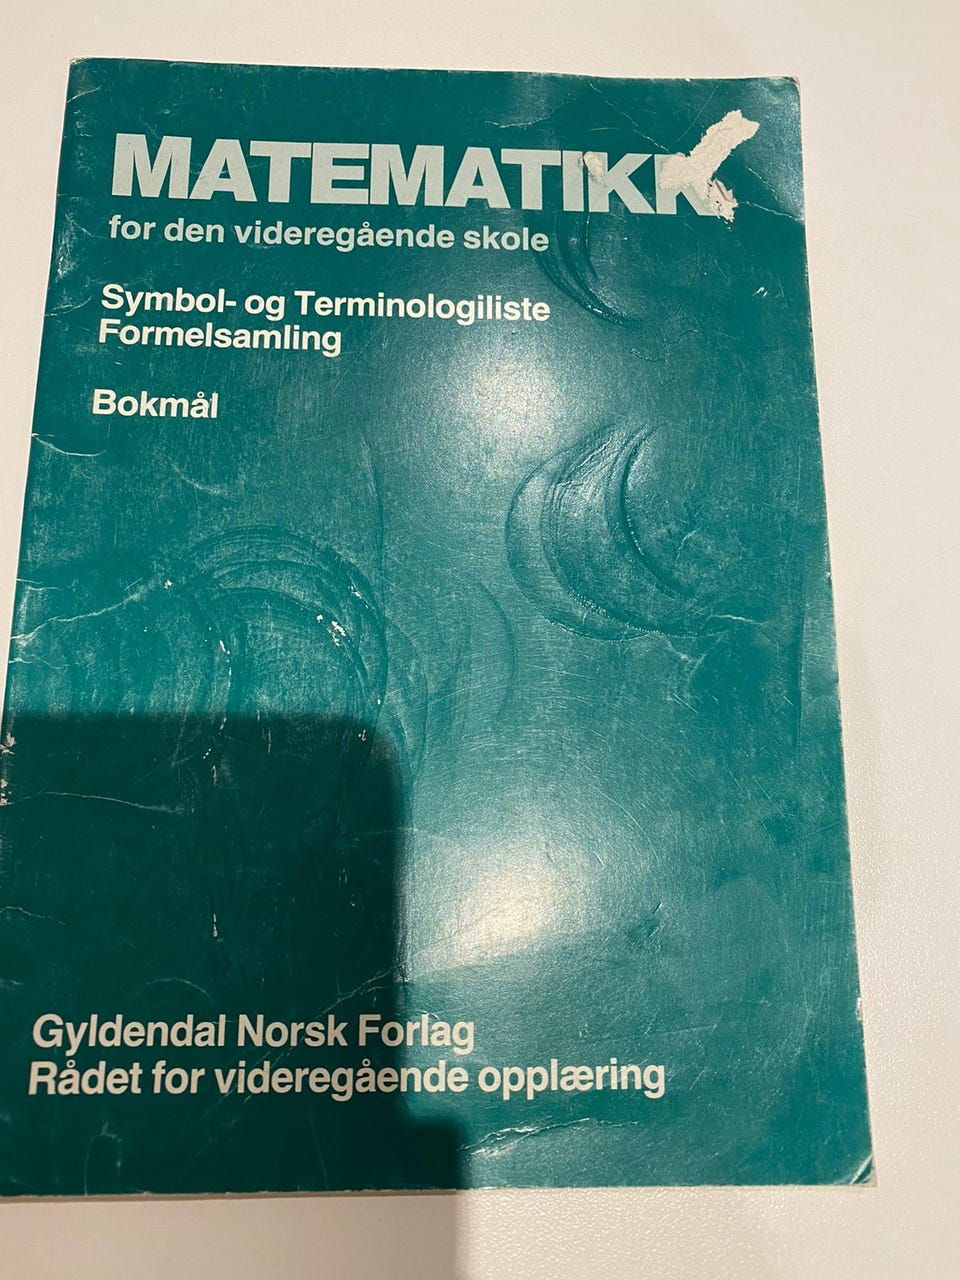 MATEMATIKK
for den videregående skole
Symbol- og Terminologiliste
Formelsamling
Bokmål
Gyldendal Norsk Forlag
Rådet for videregående opplæring